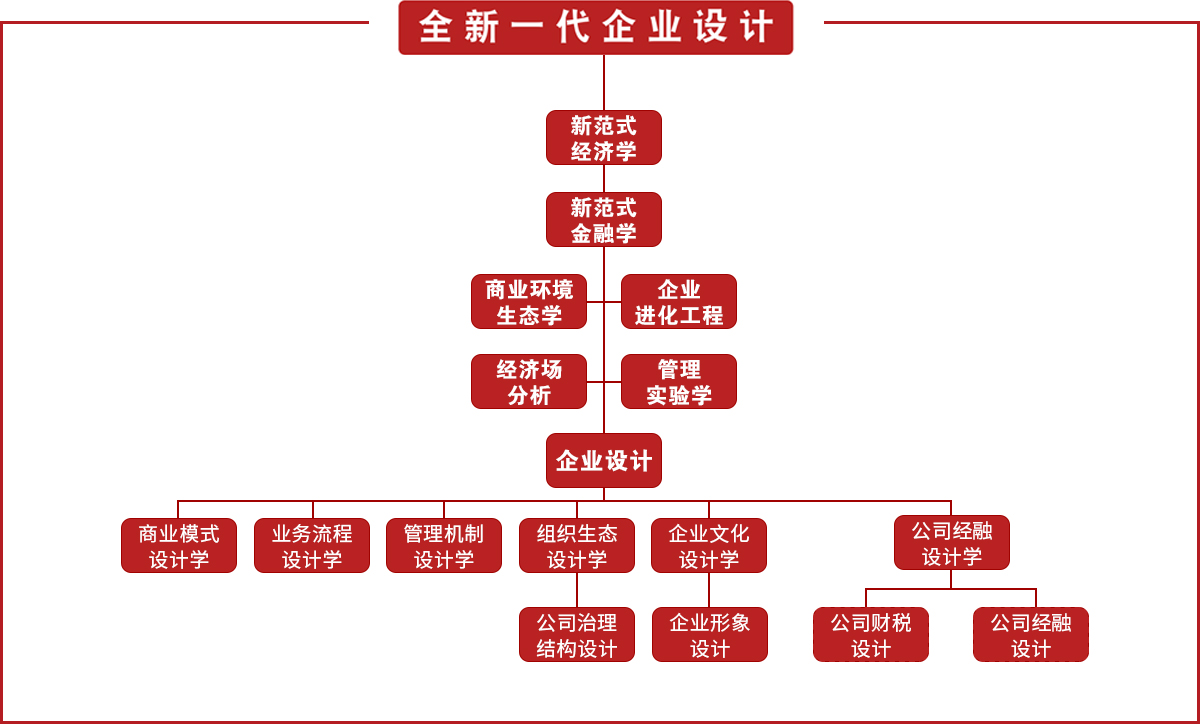 全新一代企业设计
新范式
经济学
新范式
金融学
商业环境
生态学
企业
进化工程
经济场
分析
管理
实验学
企业设计
商业模式
设计学
业务流程
设计学
管理机制
设计学
组织生态
设计学
企业文化
设计学
公司经融
设计学
公司治理
结构设计
企业形象
设计
公司财税
设计
公司经融
设计